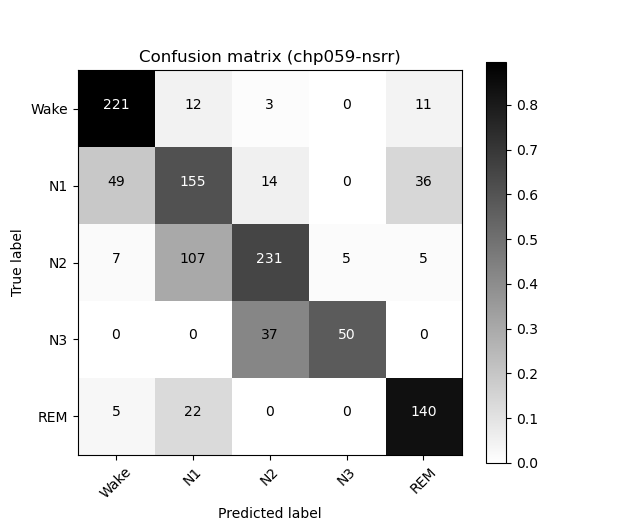 Confusion matrix (chp059-nsrr)
Wake 221 12 3 0 11
N1 49 155 14 0 36
N2 7 107 231 5 5
N3 0 0 37 50 0
REM 5 22 0 0 140
Wake N1 N2 N3 REM
True label
Predicted label
0.8
0.7
0.6
0.5
0.4
0.3
0.2
0.1
0.0